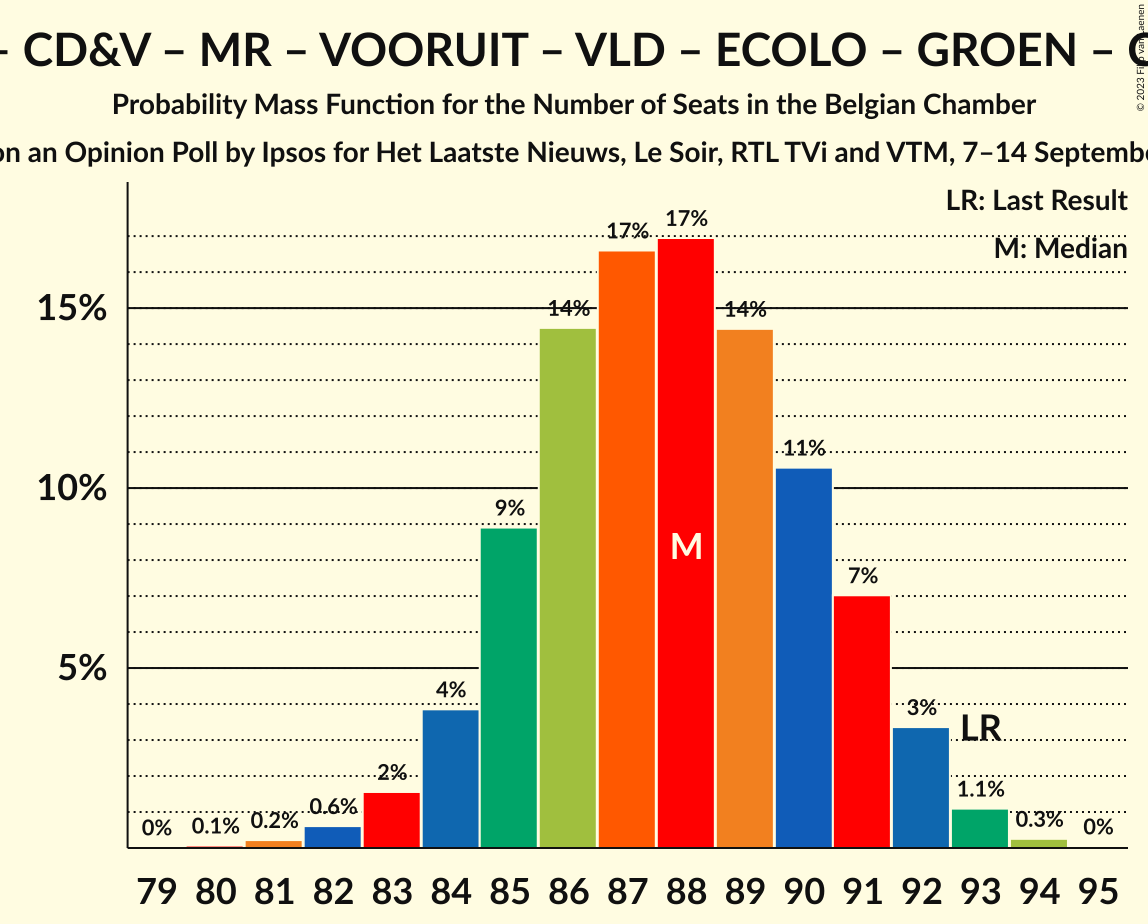 – CD&V – MR – VOORUIT – VLD – ECOLO – GROEN –
Probability Mass Function for the Number of Seats in the Belgian Chamber
on an Opinion Poll by Ipsos for Het Laatste Nieuws, Le Soir, RTL TVi and VTM, 7–14 Septembe
© 2023
LR: Last Result
M: Median
15%
10%
5%
0% 0.1% 0.2% 0.6% 2% 4% 9% 14% 17% 17% 14% 11% 7% 3% 1.1% 0.3% 0%
M
LR
79 80 81 82 83 84 85 86 87 88 89 90 91 92 93 94 95